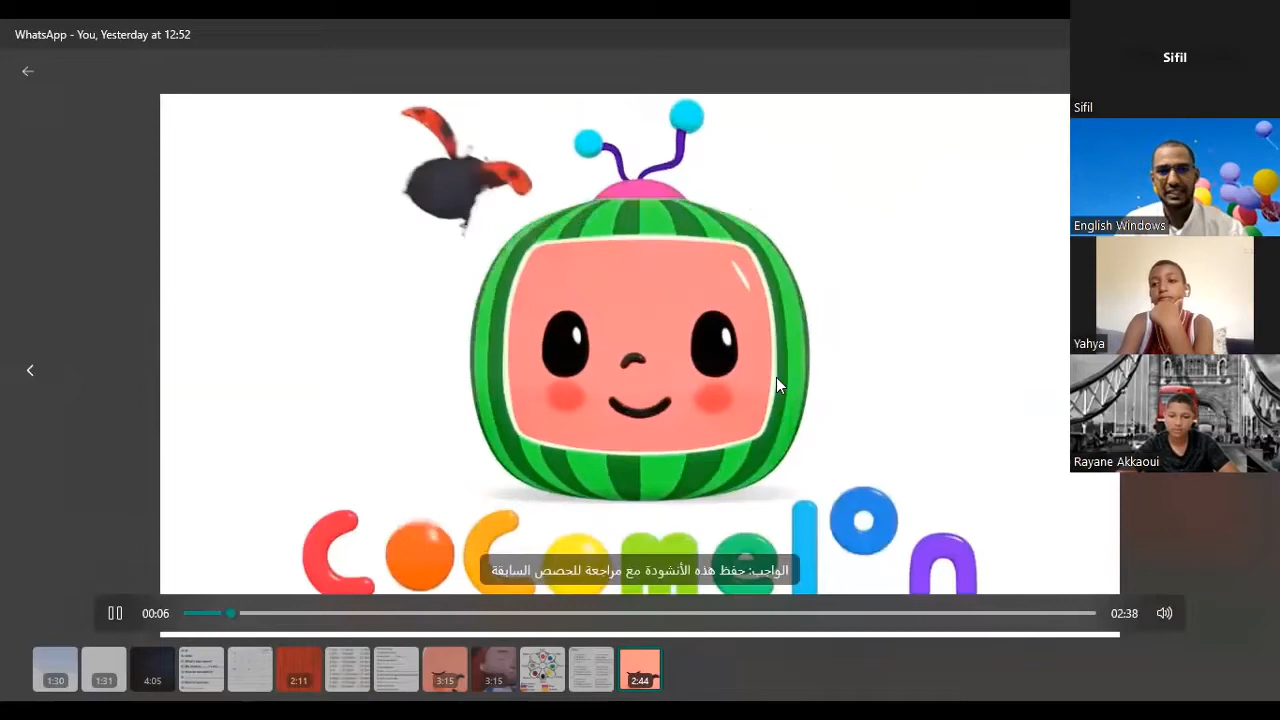 WhatsApp - You, Yesterday at 12:52
Sifil
Sifil
English Windows
Yahya
Rayane Akkaoui
cocomelon
الواجب: حفظ هذه الأنشودة مع مراجعة للحصص السابقة
00:06
02:38
1:30
1:31
4:05
2:11
3:15
3:15
2:44